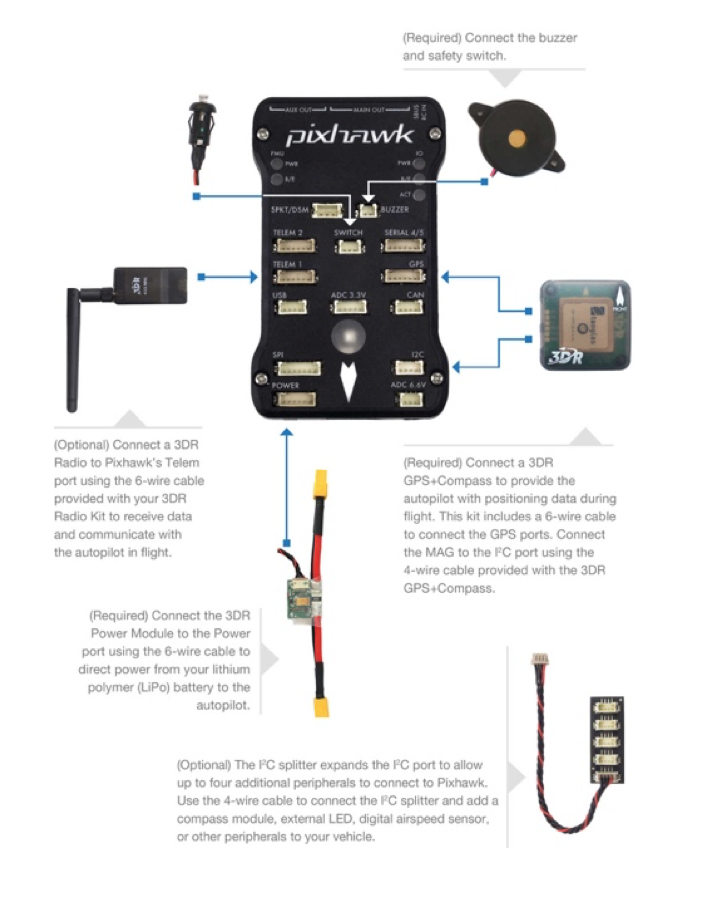 (Required) Connect the buzzer
and safety switch.
AUX OUT
MAIN OUT
SBUS
RC IN
pixhawk
FMU
IO
PWR
PWR
B/E
B/E
ACT
SPKT/DSM
BUZZER
TELEM 2
SWITCH
SERIAL 4/5
TELEM 1
GPS
USB
ADC 3.3V
CAN
SPI
I2C
POWER
ADC 6.6V
3DR
FRONT
3DR
(Optional) Connect a 3DR
Radio to Pixhawk's Telem
port using the 6-wire cable
provided with your 3DR
Radio Kit to receive data
and communicate with
the autopilot in flight.
(Required) Connect a 3DR
GPS+Compass to provide the
autopilot with positioning data during
flight. This kit includes a 6-wire cable
to connect the GPS ports. Connect
the MAG to the I²C port using the
4-wire cable provided with the 3DR
GPS+Compass.
(Required) Connect the 3DR
Power Module to the Power
port using the 6-wire cable to
direct power from your lithium
polymer (LiPo) battery to the
autopilot.
(Optional) The I²C splitter expands the I²C port to allow
up to four additional peripherals to connect to Pixhawk.
Use the 4-wire cable to connect the I²C splitter and add a
compass module, external LED, digital airspeed sensor,
or other peripherals to your vehicle.